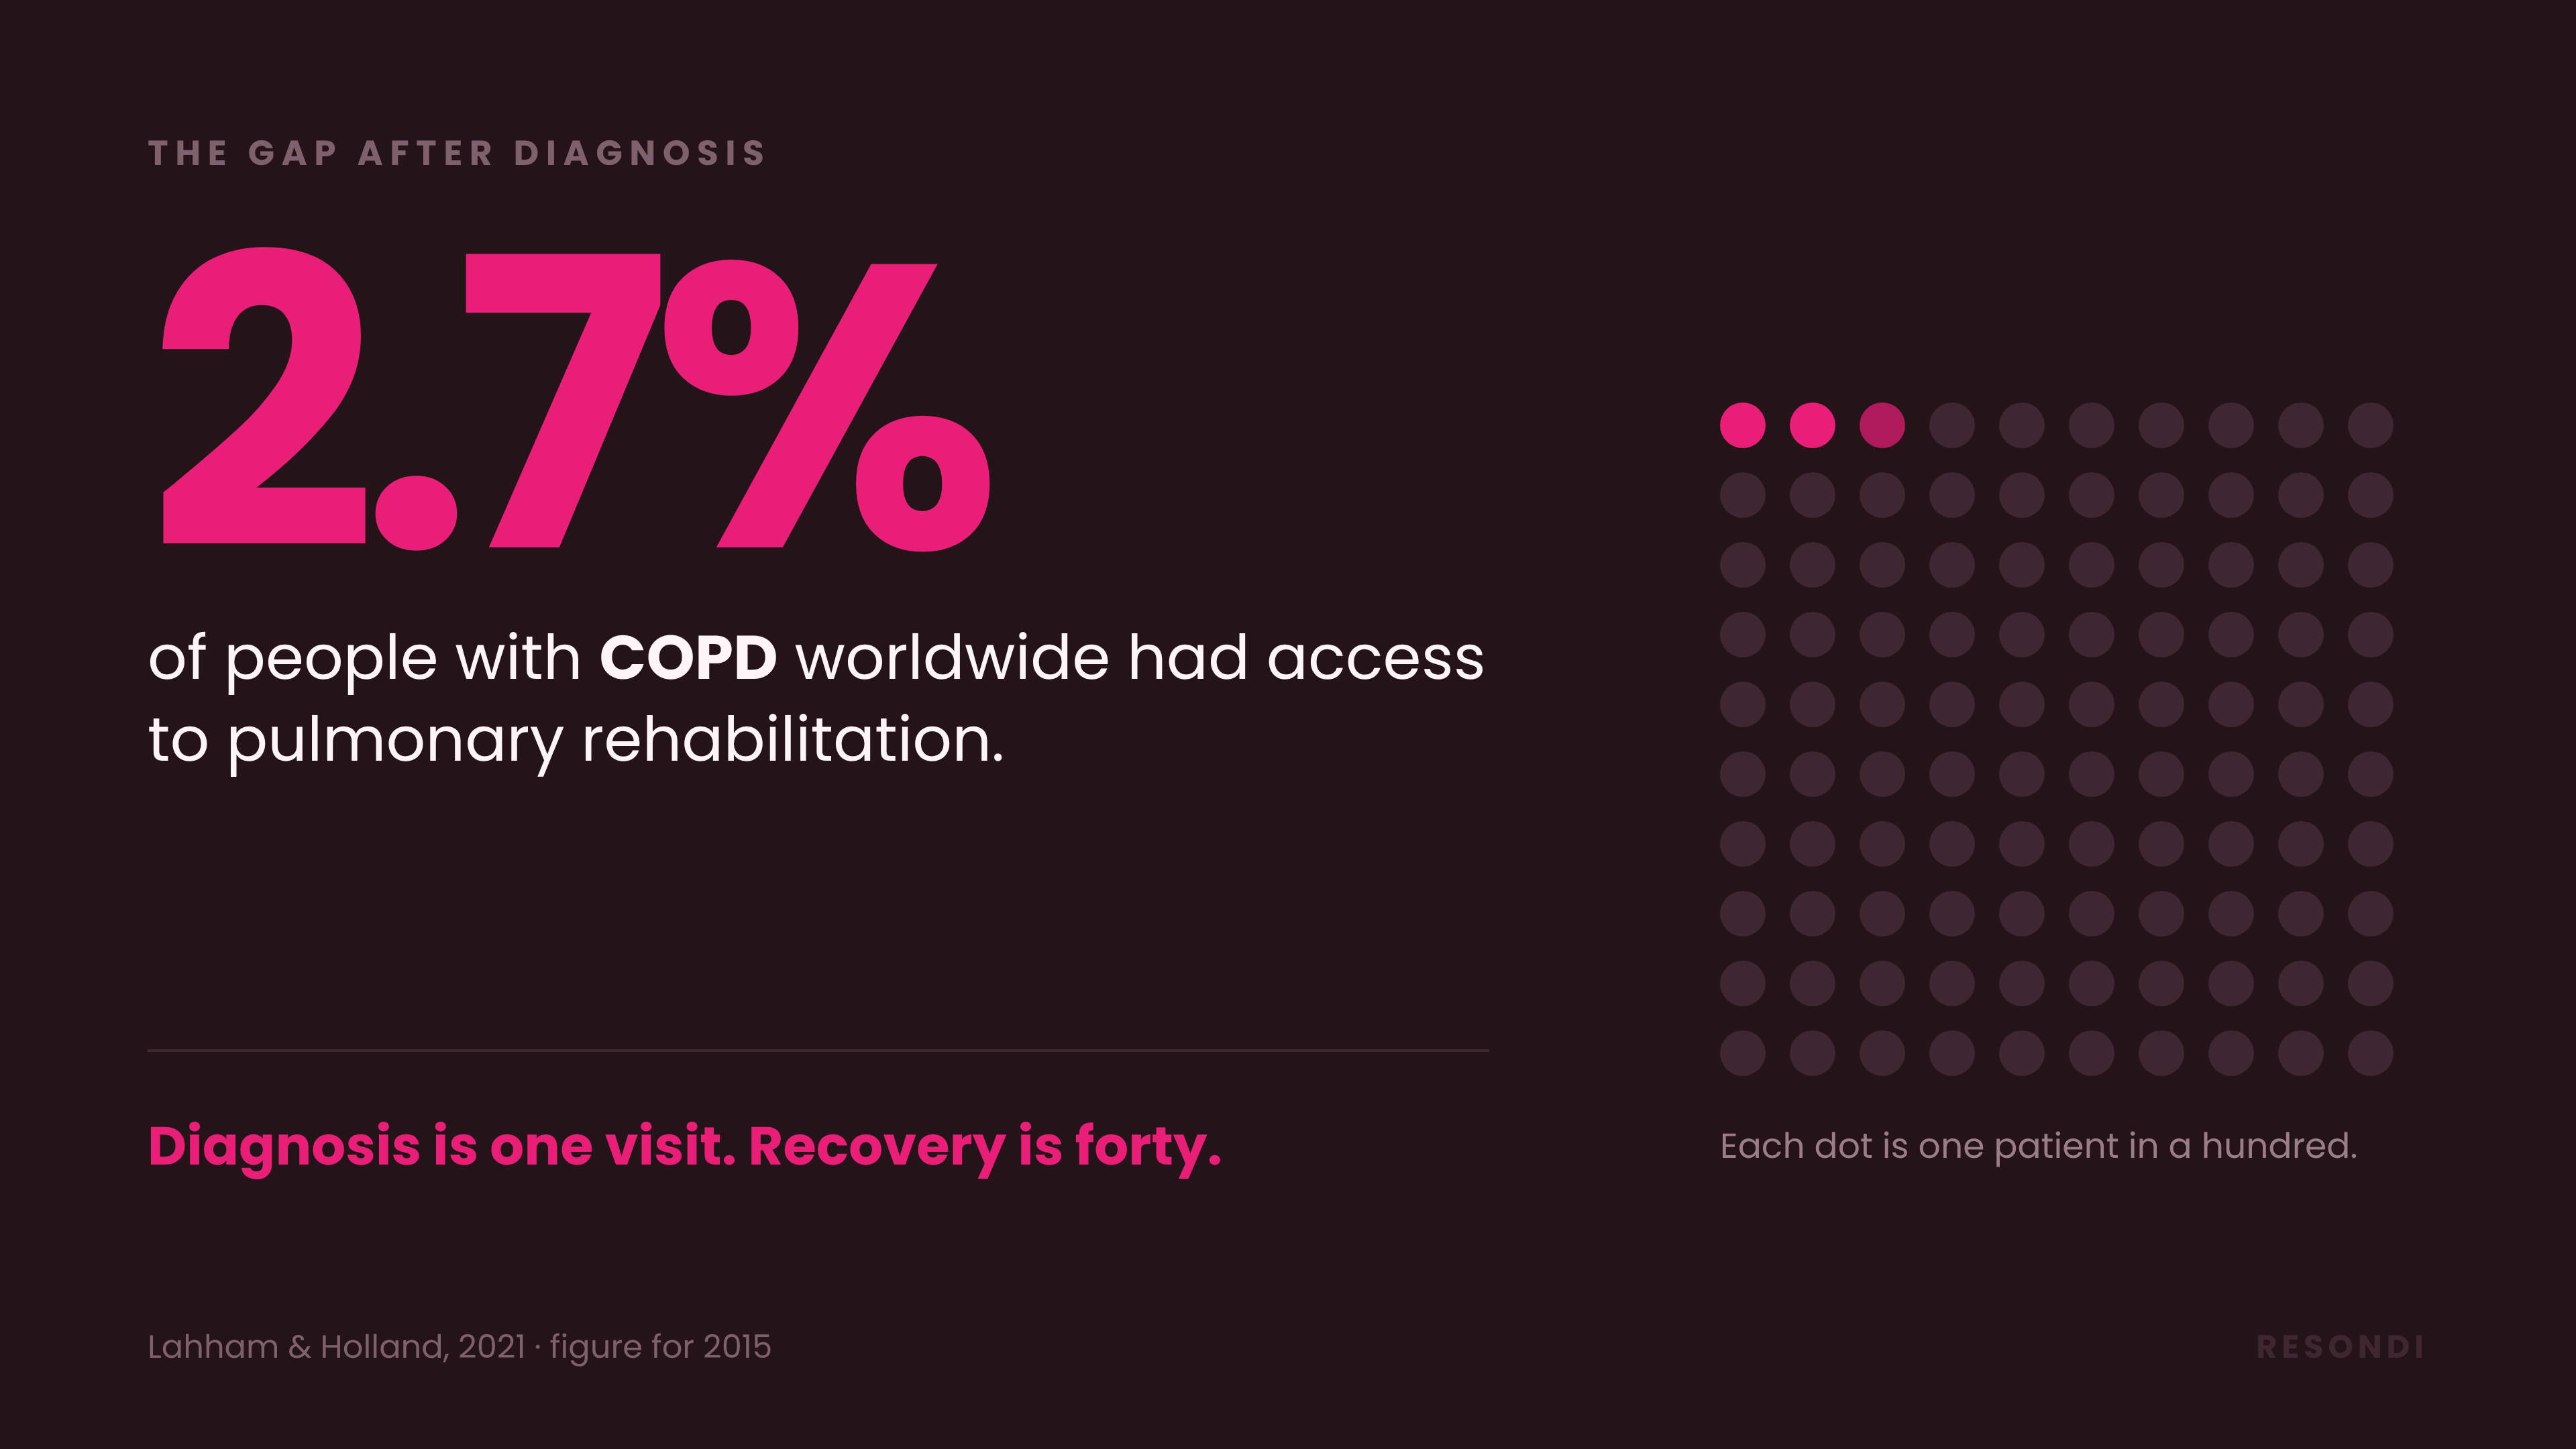 THE GAP AFTER DIAGNOSIS
2.7%
of people with COPD worldwide had access
to pulmonary rehabilitation.
Diagnosis is one visit. Recovery is forty.
Each dot is one patient in a hundred.
Lahham & Holland, 2021 · figure for 2015
RESONDI